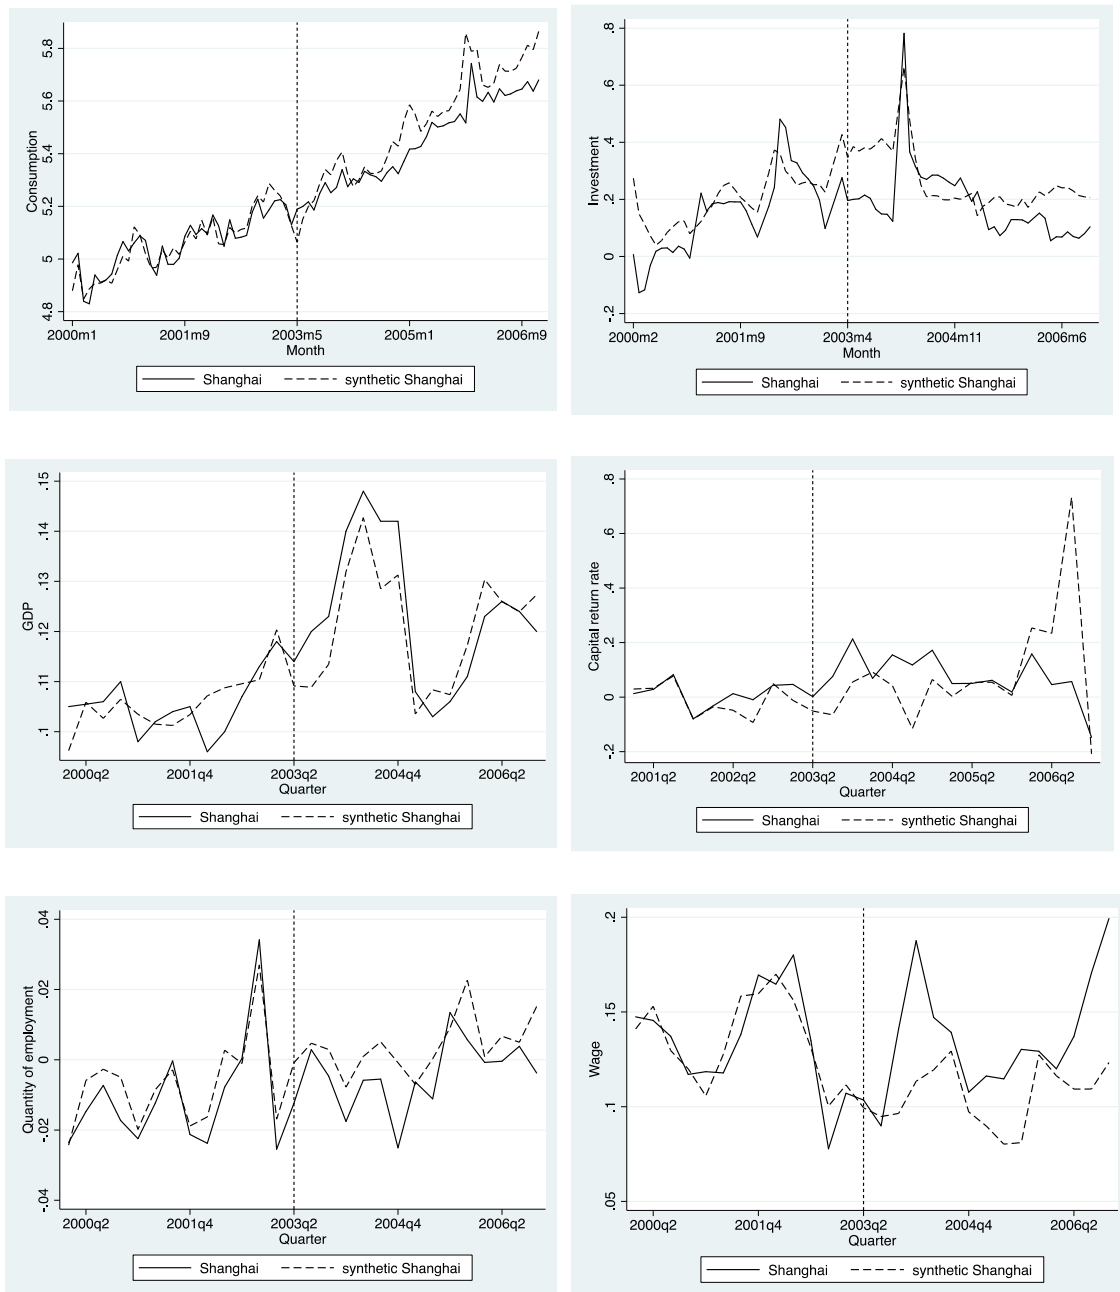 Consumption
5.8
5.6
5.4
5.2
5
4.8
2000m1 2001m9 2003m5 2005m1 2006m9
Month
Shanghai synthetic Shanghai
Investment
.8
.6
.4
.2
0
-.2
2000m2 2001m9 2003m4 2004m11 2006m6
Month
Shanghai synthetic Shanghai
GDP
.15
.14
.13
.12
.11
.1
2000q2 2001q4 2003q2 2004q4 2006q2
Quarter
Shanghai synthetic Shanghai
Capital return rate
.8
.6
.4
.2
0
-.2
2001q2 2002q2 2003q2 2004q2 2005q2 2006q2
Quarter
Shanghai synthetic Shanghai
Quantity of employment
.04
.02
0
-.02
-.04
2000q2 2001q4 2003q2 2004q4 2006q2
Quarter
Shanghai synthetic Shanghai
Wage
.2
.15
.1
.05
2000q2 2001q4 2003q2 2004q4 2006q2
Quarter
Shanghai synthetic Shanghai